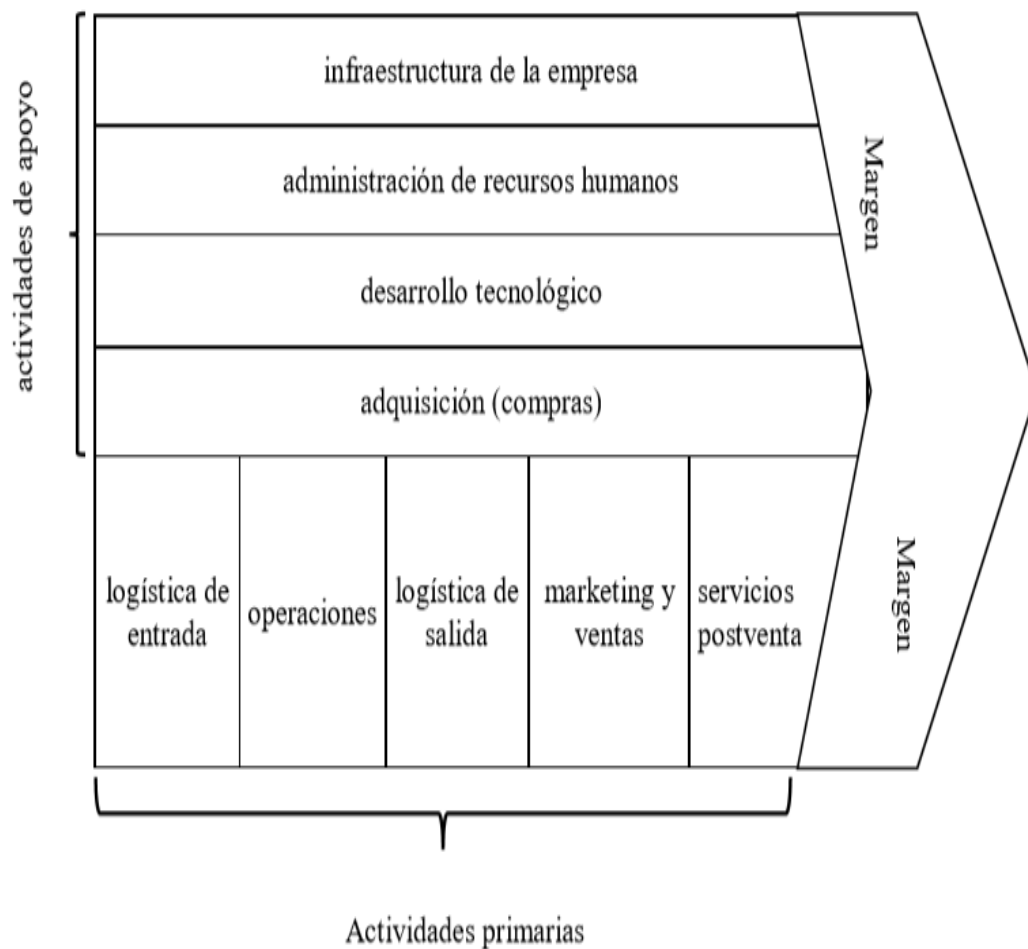 actividades de apoyo
infraestructura de la empresa
administración de recursos humanos
desarrollo tecnológico
adquisición (compras)
Margen
logística de
entrada
operaciones
logística de
salida
marketing y
ventas
servicios
postventa
Margen
Actividades primarias